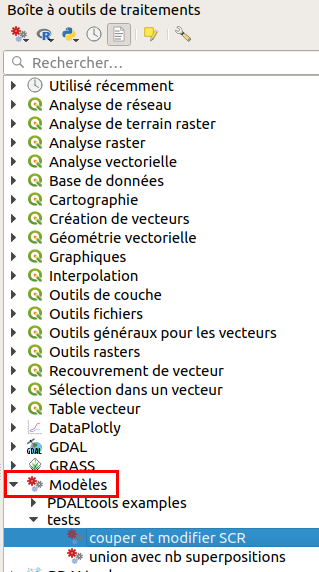 Boîte à outils de traitements
Rechercher...
Utilisé récemment
Analyse de réseau
Analyse de terrain raster
Analyse raster
Analyse vectorielle
Base de données
Cartographie
Création de vecteurs
Géométrie vectorielle
Graphiques
Interpolation
Outils de couche
Outils fichiers
Outils généraux pour les vecteurs
Outils rasters
Recouvrement de vecteur
Sélection dans un vecteur
Table vecteur
DataPlotly
GDAL
GRASS
Modèles
PDALtools examples
tests
couper et modifier SCR
union avec nb superpositions